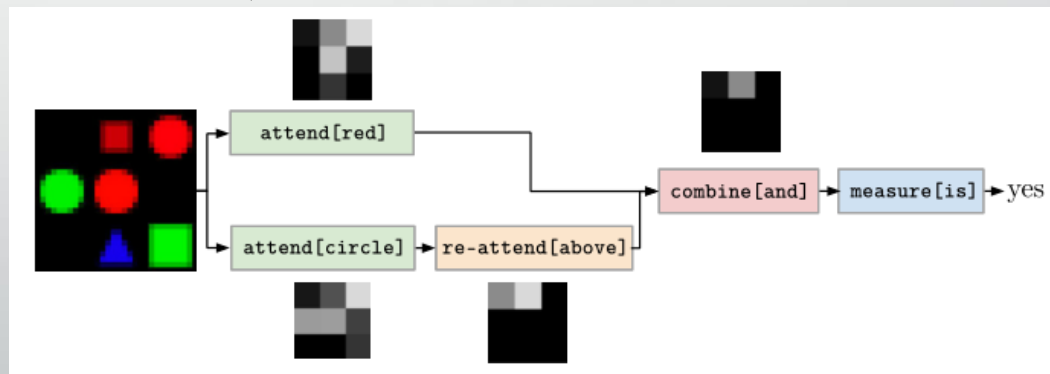 attend[red]
combine[and]
measure[is]
yes
attend[circle]
re-attend[above]